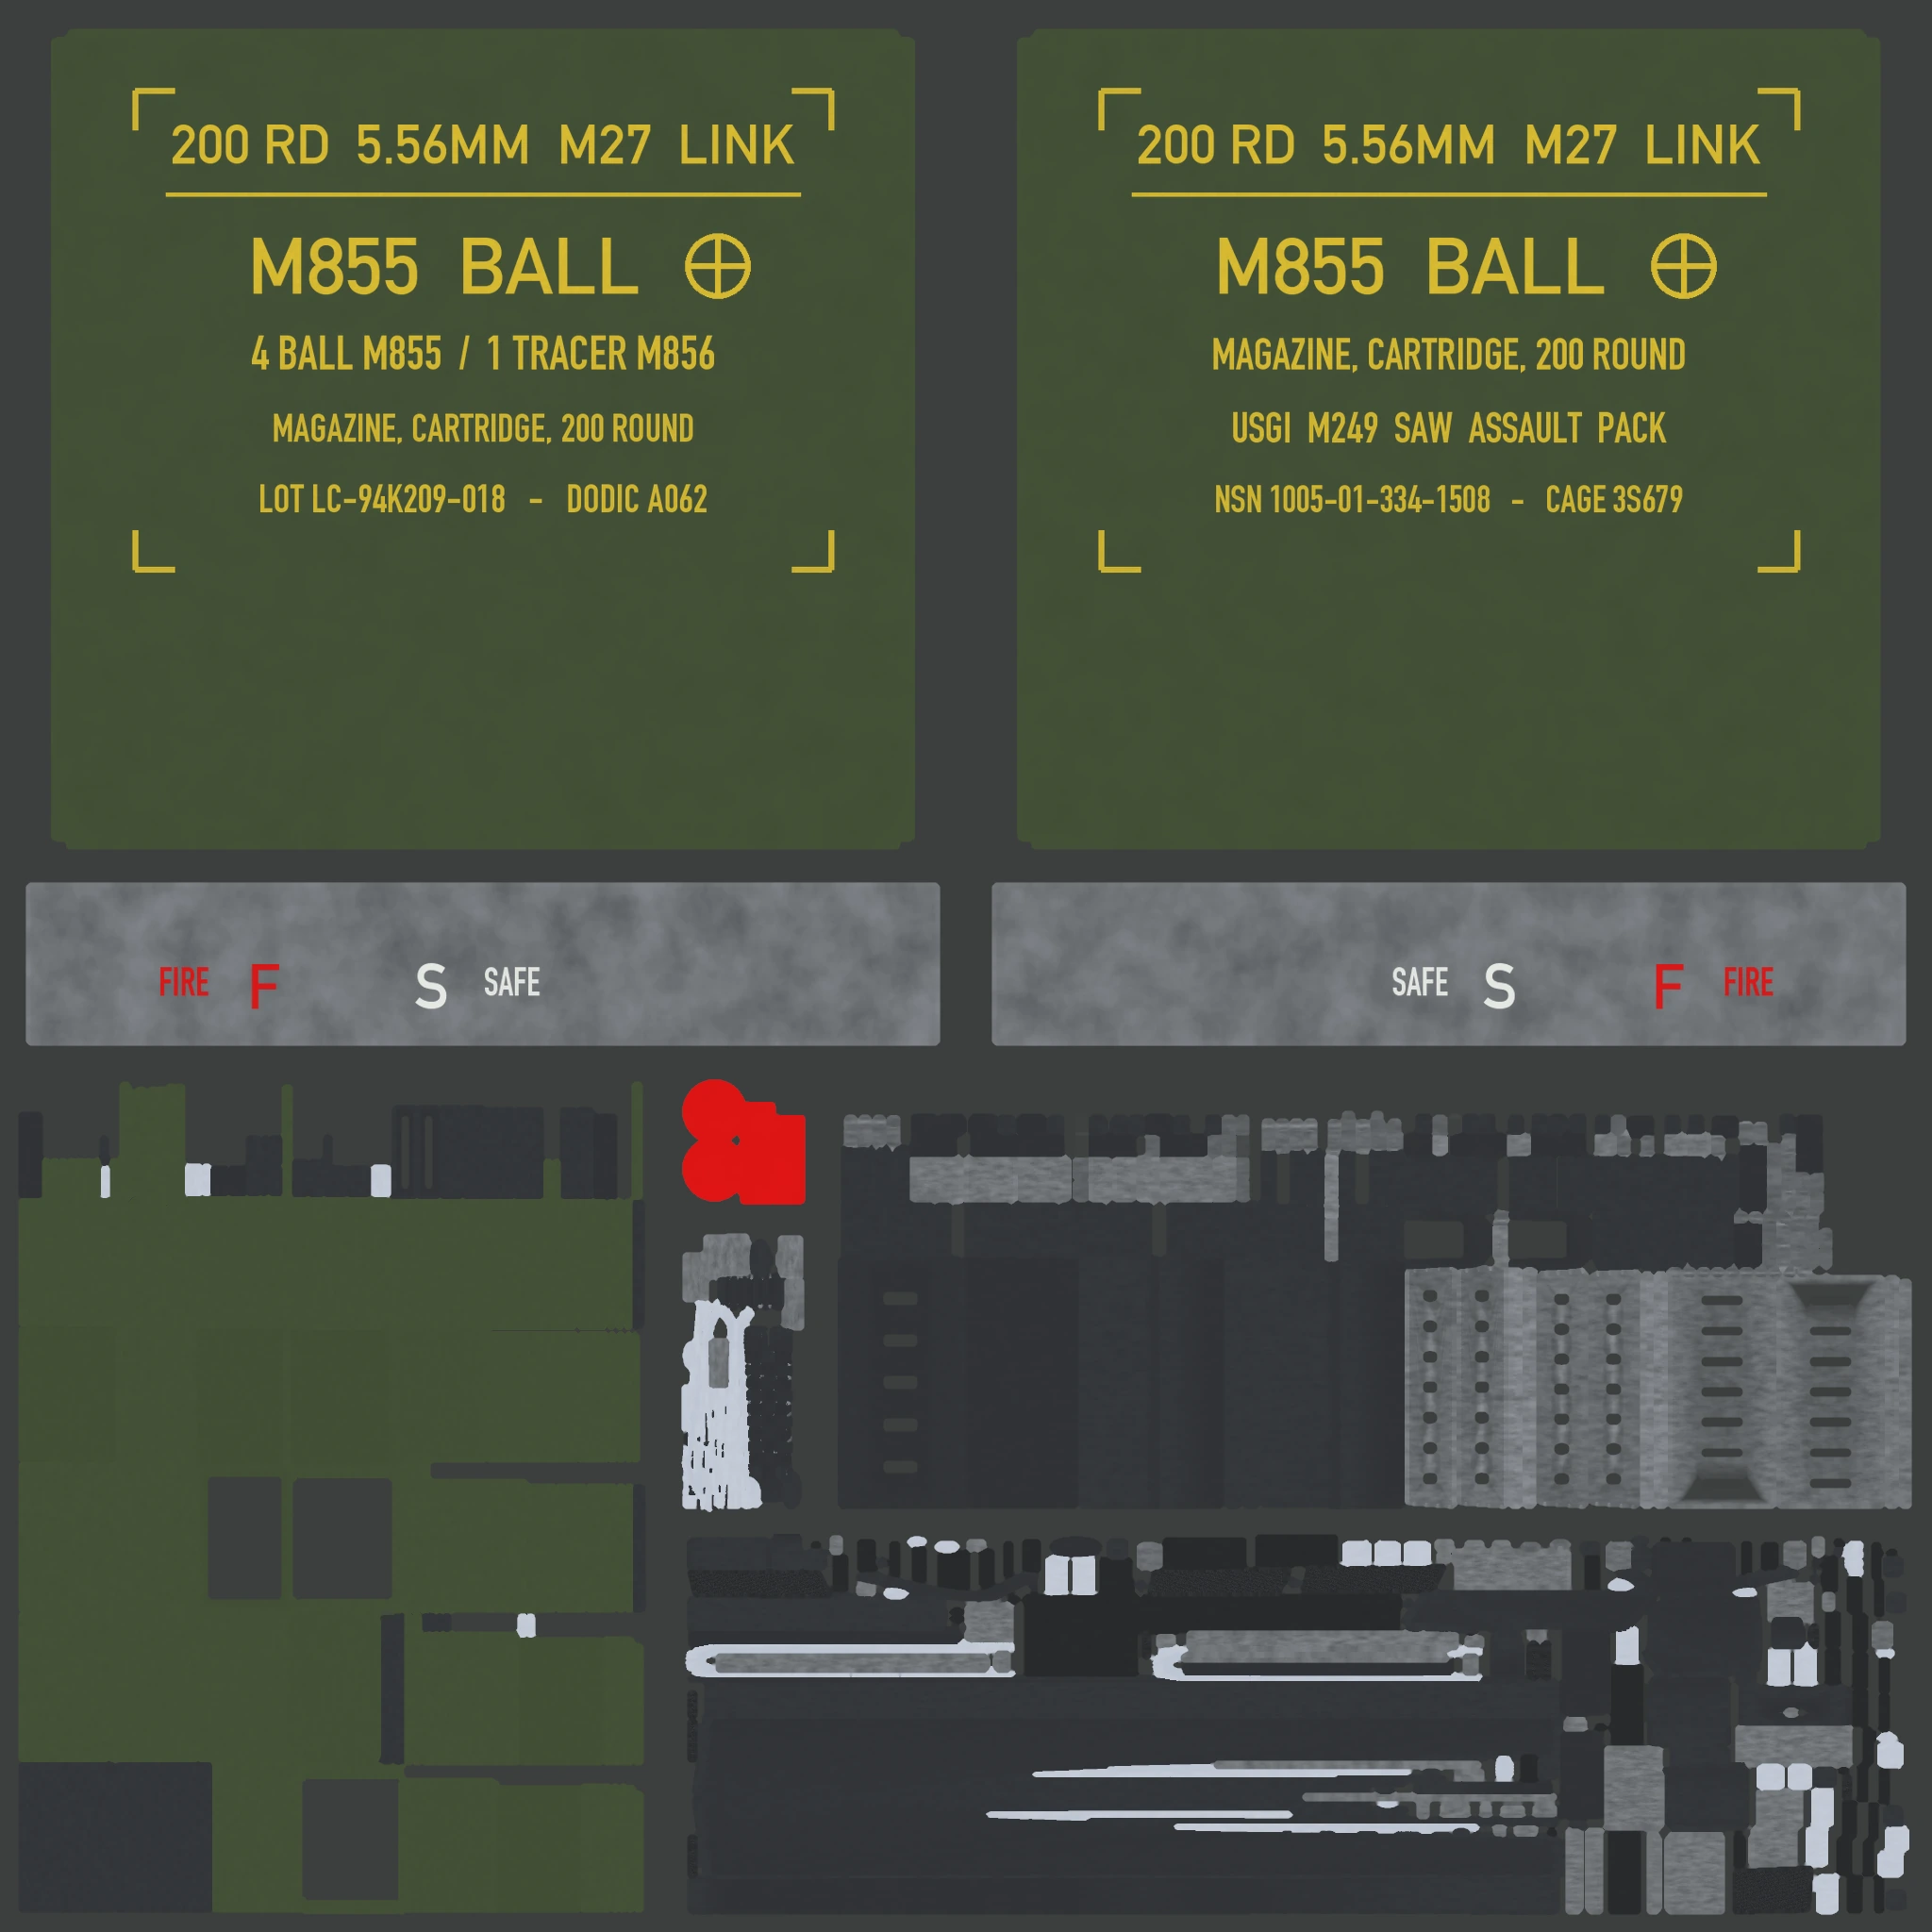 200 RD 5.56MM M27 LINK
M855 BALL
4 BALL M855 / 1 TRACER M856
MAGAZINE, CARTRIDGE, 200 ROUND
LOT LC-94K209-018 - DODIC A062
200 RD 5.56MM M27 LINK
M855 BALL
MAGAZINE, CARTRIDGE, 200 ROUND
USGI M249 SAW ASSAULT PACK
NSN 1005-01-334-1508 - CAGE 3S679
FIRE F S SAFE
SAFE S F FIRE